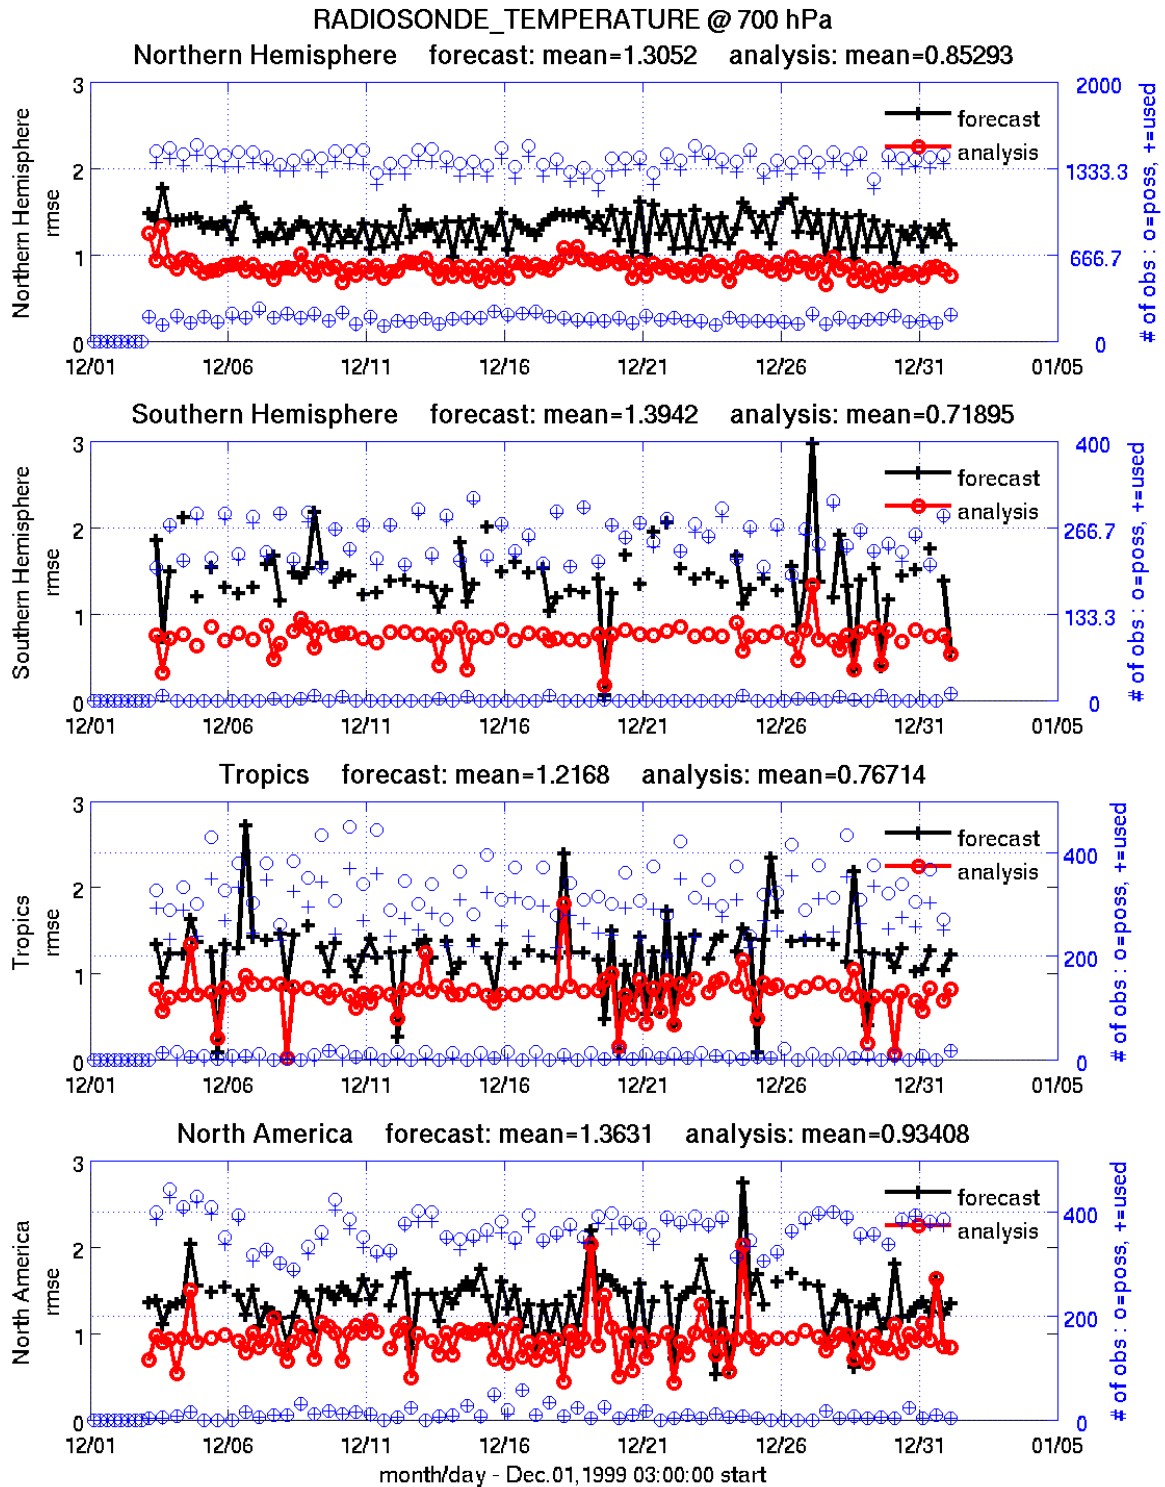 RADIOSONDE_TEMPERATURE @ 700 hPa
Northern Hemisphere forecast: mean=1.3052 analysis: mean=0.85293
3 2000
forecast
analysis
2 1333.3
1 666.7
0 0
12/01 12/06 12/11 12/16 12/21 12/26 12/31 01/05
Northern Hemisphere
rmse
# of obs : o=poss, +=used
Southern Hemisphere forecast: mean=1.3942 analysis: mean=0.71895
3 400
forecast
analysis
2 266.7
1 133.3
0 0
12/01 12/06 12/11 12/16 12/21 12/26 12/31 01/05
Southern Hemisphere
rmse
# of obs : o=poss, +=used
Tropics forecast: mean=1.2168 analysis: mean=0.76714
3
forecast
400
analysis
2
200
1
0 0
12/01 12/06 12/11 12/16 12/21 12/26 12/31 01/05
Tropics
rmse
# of obs : o=poss, +=used
North America forecast: mean=1.3631 analysis: mean=0.93408
3
forecast
400
analysis
2
200
1
0 0
12/01 12/06 12/11 12/16 12/21 12/26 12/31 01/05
North America
rmse
# of obs : o=poss, +=used
month/day - Dec.01,1999 03:00:00 start